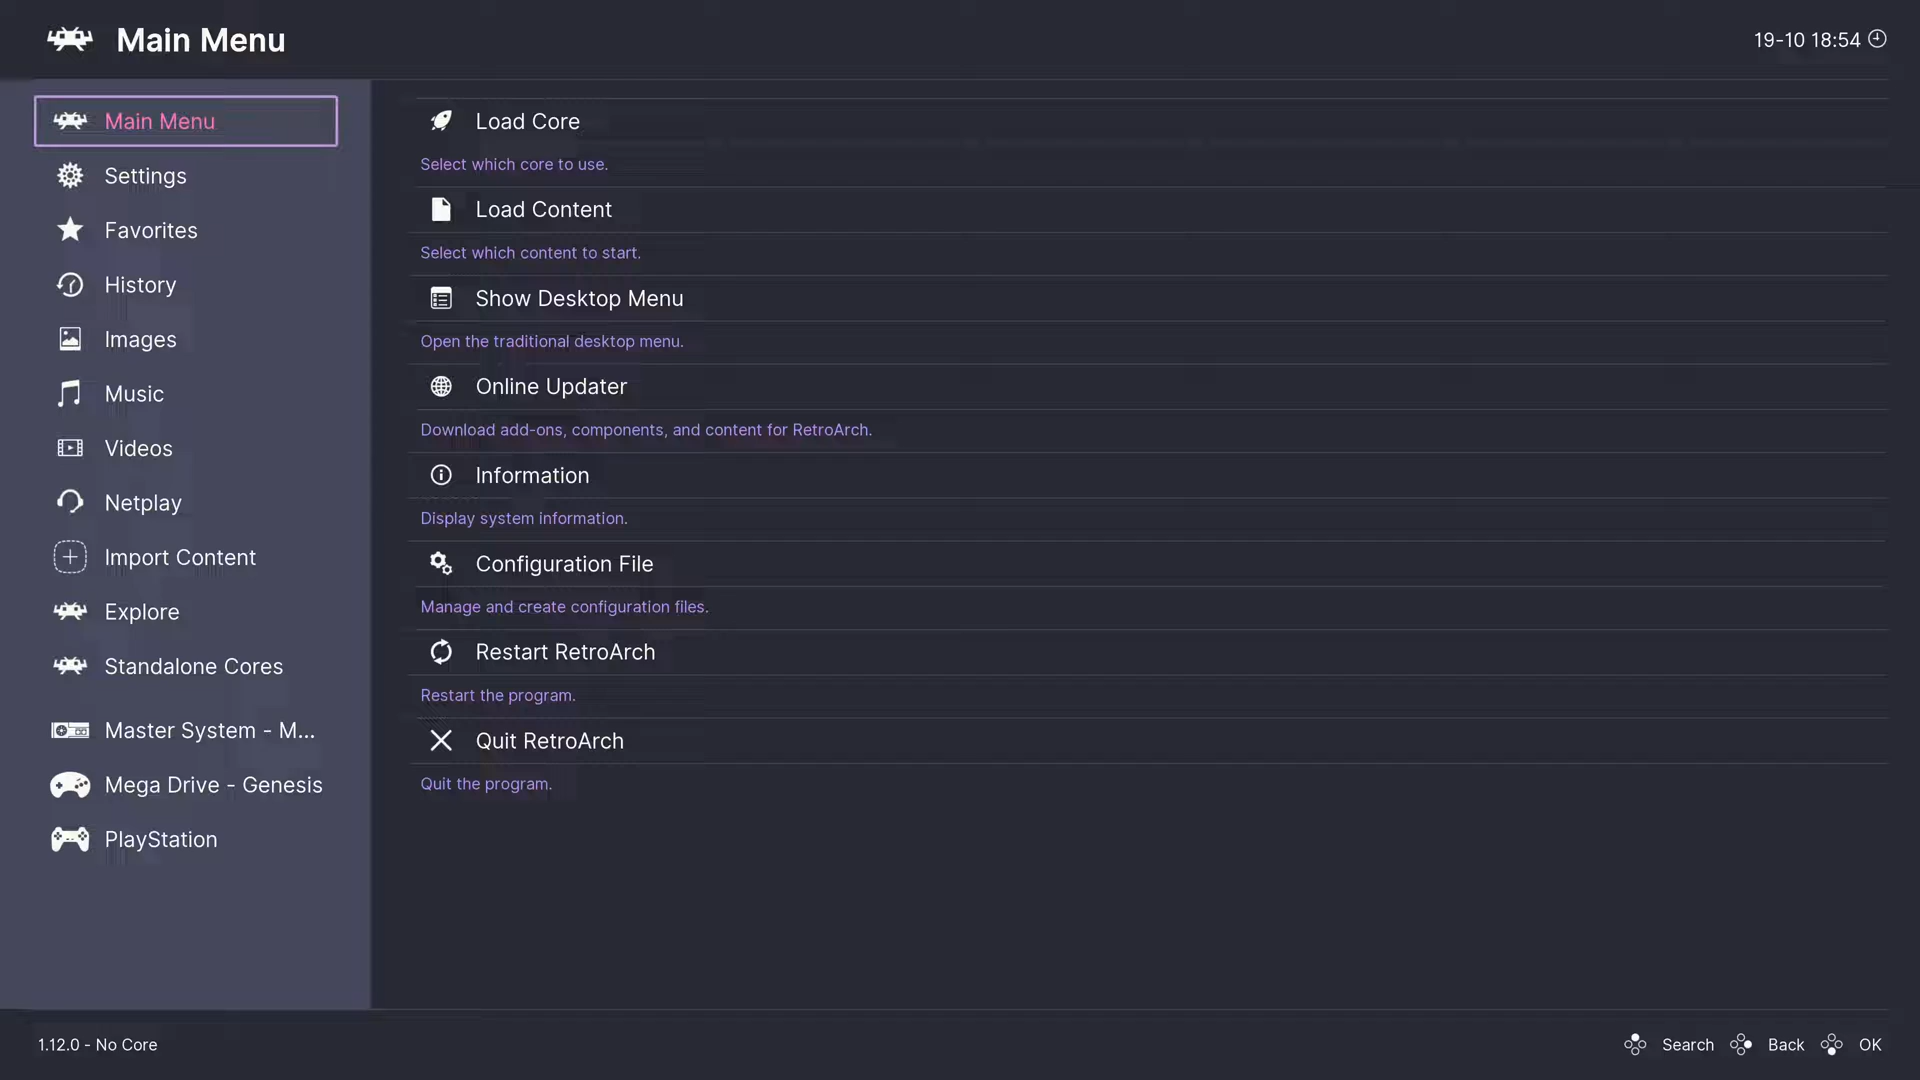 Main Menu
19-10 18:54
Main Menu
Settings
Favorites
History
Images
Music
Videos
Netplay
Import Content
Explore
Standalone Cores
Master System - M...
Mega Drive - Genesis
PlayStation
Load Core
Select which core to use.
Load Content
Select which content to start.
Show Desktop Menu
Open the traditional desktop menu.
Online Updater
Download add-ons, components, and content for RetroArch.
Information
Display system information.
Configuration File
Manage and create configuration files.
Restart RetroArch
Restart the program.
Quit RetroArch
Quit the program.
1.12.0 - No Core
Search Back OK